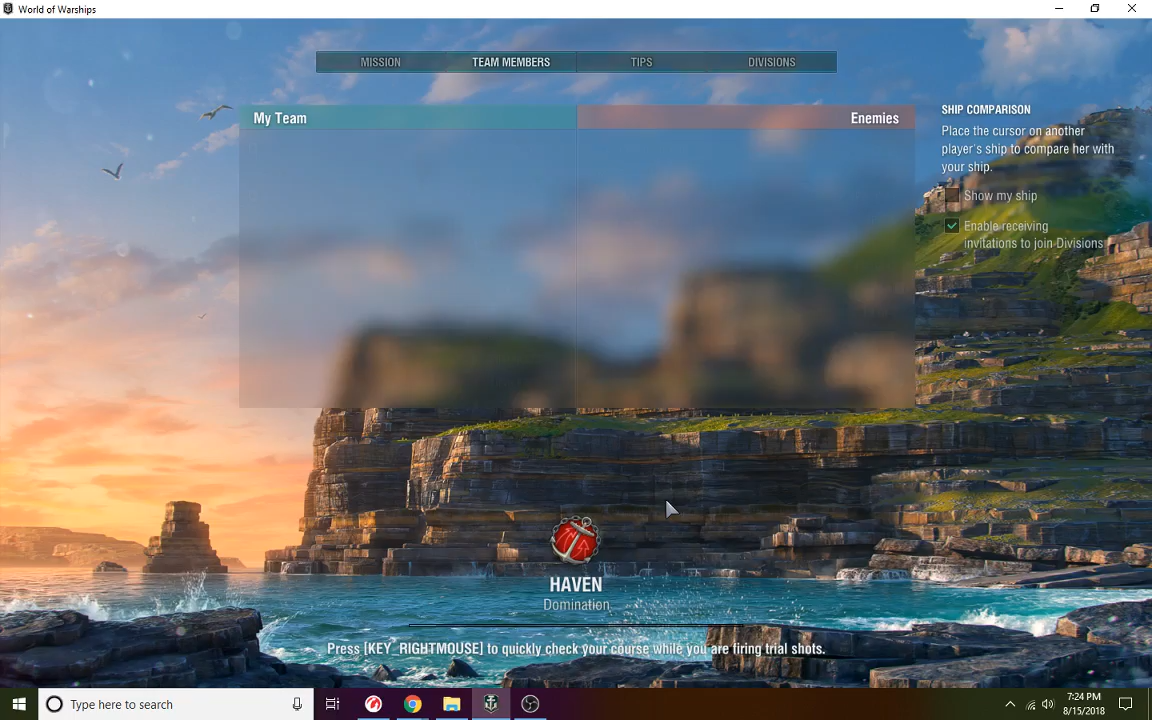 World of Warships
MISSION
TEAM MEMBERS
TIPS
DIVISIONS
My Team
Enemies
SHIP COMPARISON
Place the cursor on another
player's ship to compare her with
your ship.
Show my ship
Enable receiving
invitations to join Divisions
HAVEN
Domination
Press [KEY_RIGHTMOUSE] to quickly check your course while you are firing trial shots.
Type here to search
7:24 PM
8/15/2018